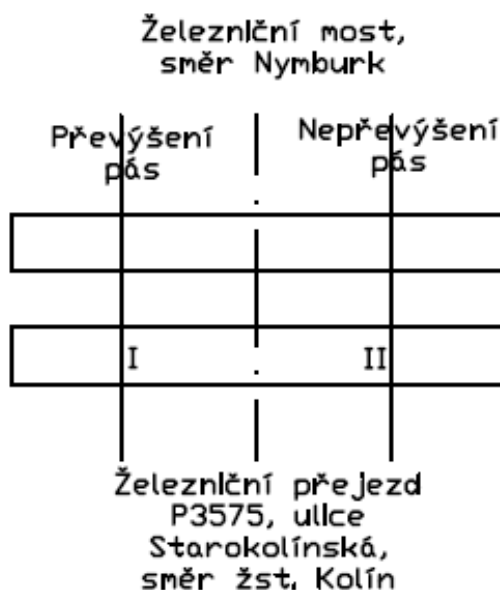 Železniční most,
směr Nymburk
Převýšení
pás
Nepřevýšení
pás
I
II
Železniční přejezd
P3575, ulice
Starokolínská,
směr žst. Kolín